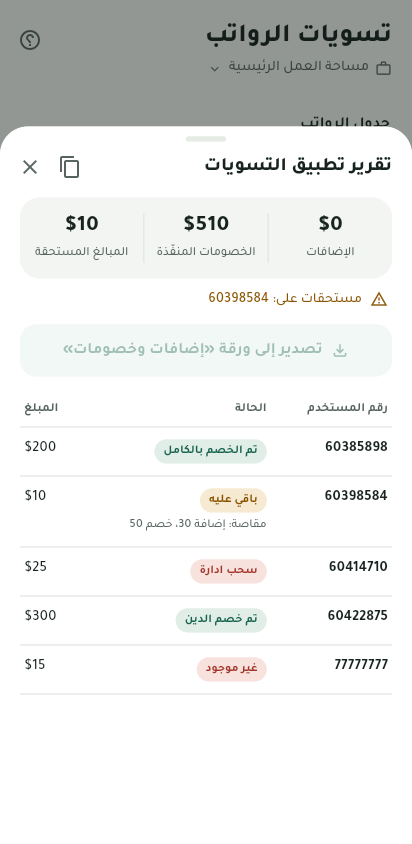 تسويات الرواتب
مساحة العمل الرئيسية
جدول الرواتب
تقرير تطبيق التسويات
$0 $510 $10
الإضافات الخصومات المنفّذة المبالغ المستحقة
مستحقات على: 60398584
تصدير إلى ورقة «إضافات وخصومات»
رقم المستخدم الحالة المبلغ
60385898 تم الخصم بالكامل $200
60398584 باقي عليه $10
مقاصة: إضافة 30، خصم 50
60414710 سحب ادارة $25
60422875 تم خصم الدين $300
77777777 غير موجود $15